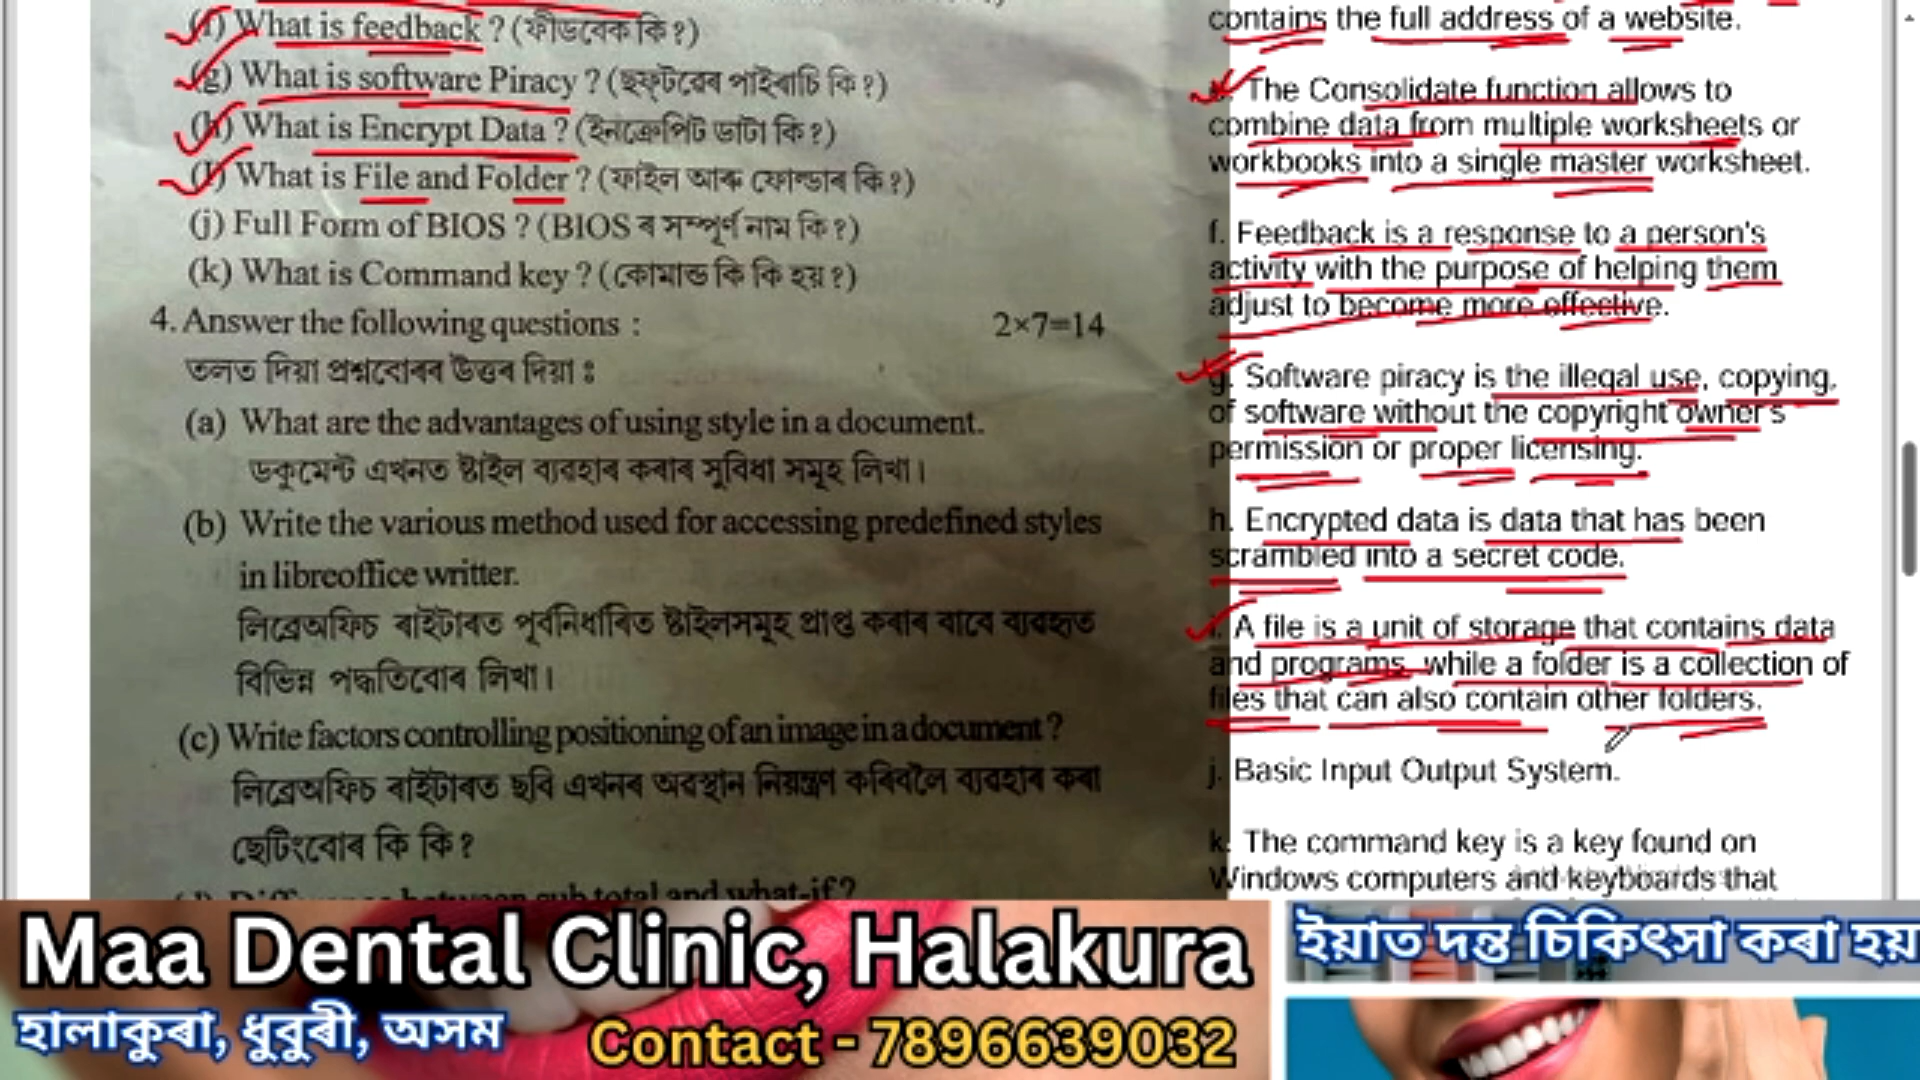 (f) What is feedback ? (ফীডবেক কি ?)
(g) What is software Piracy ? (ছফ্টৱেৰ পাইৰাচি কি ?)
(h) What is Encrypt Data ? (ইনক্ৰেপিট ডাটা কি ?)
What is File and Folder ? (ফাইল আৰু ফোল্ডাৰ কি ?)
(j) Full Form of BIOS ? (BIOS ৰ সম্পূৰ্ণ নাম কি ?)
(k) What is Command key ? (কোমান্ড কি কি হয় ?)
4. Answer the following questions : 2×7=14
তলত দিয়া প্ৰশ্নবোৰৰ উত্তৰ দিয়া ঃ
(a) What are the advantages of using style in a document.
ডকুমেন্ট এখনত ষ্টাইল ব্যৱহাৰ কৰাৰ সুবিধা সমূহ লিখা।
(b) Write the various method used for accessing predefined styles
in libreoffice writter.
লিব্ৰেঅফিচ ৰাইটাৰত পূৰ্বনিৰ্ধাৰিত ষ্টাইলসমূহ প্ৰাপ্ত কৰাৰ বাবে ব্যৱহৃত
বিভিন্ন পদ্ধতিবোৰ লিখা।
(c) Write factors controlling positioning of an image in a document ?
লিব্ৰেঅফিচ ৰাইটাৰত ছবি এখনৰ অৱস্থান নিয়ন্ত্ৰণ কৰিবলৈ ব্যৱহাৰ কৰা
ছেটিংবোৰ কি কি ?
(d) Difference between sub total and what-if ?
contains the full address of a website.
The Consolidate function allows to
combine data from multiple worksheets or
workbooks into a single master worksheet.
f. Feedback is a response to a person's
activity with the purpose of helping them
adjust to become more effective.
g. Software piracy is the illegal use, copying,
of software without the copyright owner's
permission or proper licensing.
h. Encrypted data is data that has been
scrambled into a secret code.
i. A file is a unit of storage that contains data
and programs, while a folder is a collection of
files that can also contain other folders.
j. Basic Input Output System.
k. The command key is a key found on
Windows computers and keyboards that
Maa Dental Clinic, Halakura
হালাকুৰা, ধুবুৰী, অসম
Contact - 7896639032
ইয়াত দন্ত চিকিৎসা কৰা হয়